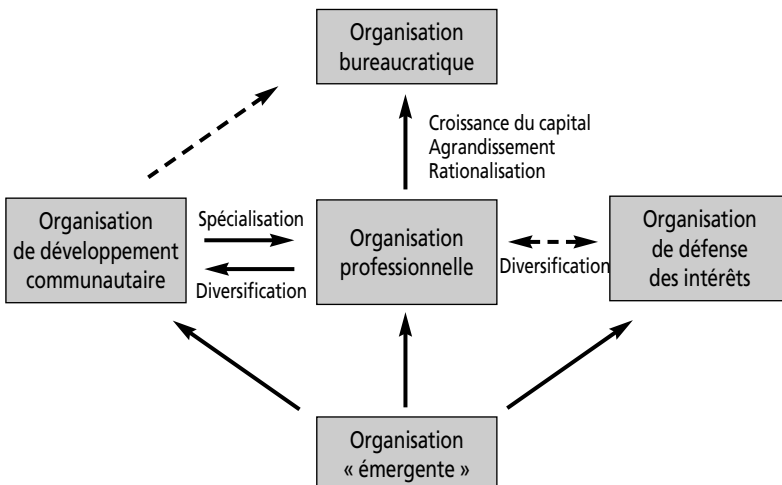 Organisation
bureaucratique
Croissance du capital
Agrandissement
Rationalisation
Organisation
de développement
communautaire
Spécialisation
Diversification
Organisation
professionnelle
Diversification
Organisation
de défense
des intérêts
Organisation
« émergente »